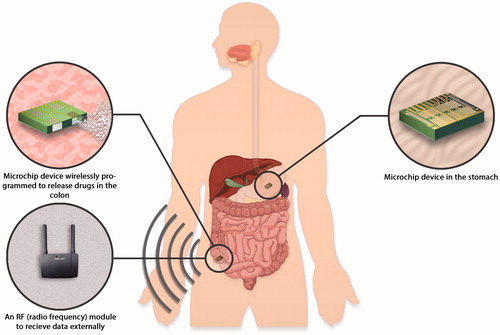 Microchip device wirelessly pro-
grammed to release drugs in the
colon
Microchip device in the stomach
An RF (radio frequency) module
to recieve data externally